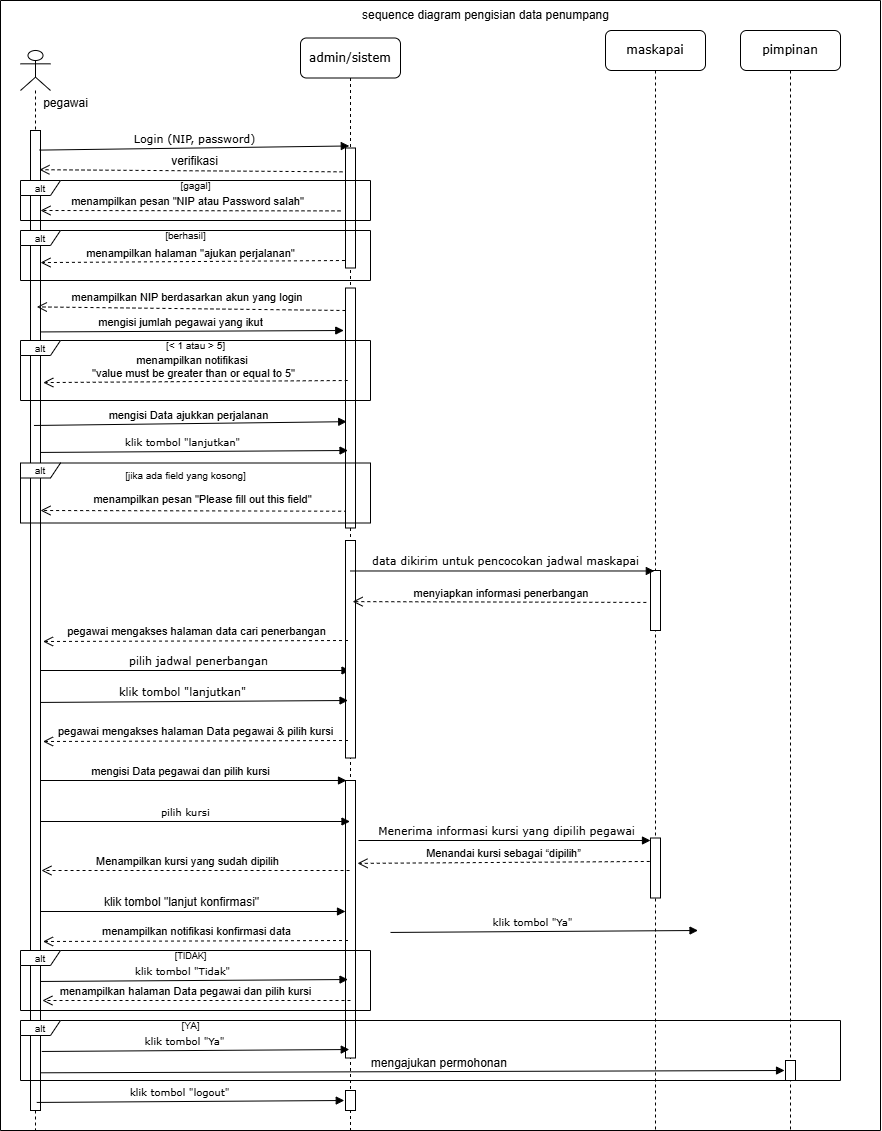 sequence diagram pengisian data penumpang
admin/sistem
maskapai
pimpinan
pegawai
Login (NIP, password)
verifikasi
alt
[gagal]
menampilkan pesan "NIP atau Password salah"
alt
[berhasil]
menampilkan halaman "ajukan perjalanan"
menampilkan NIP berdasarkan akun yang login
mengisi jumlah pegawai yang ikut
alt
[< 1 atau > 5]
menampilkan notifikasi
"value must be greater than or equal to 5"
mengisi Data ajukkan perjalanan
klik tombol "lanjutkan"
alt
[jika ada field yang kosong]
menampilkan pesan "Please fill out this field"
data dikirim untuk pencocokan jadwal maskapai
menyiapkan informasi penerbangan
pegawai mengakses halaman data cari penerbangan
pilih jadwal penerbangan
klik tombol "lanjutkan"
pegawai mengakses halaman Data pegawai & pilih kursi
mengisi Data pegawai dan pilih kursi
pilih kursi
Menerima informasi kursi yang dipilih pegawai
Menandai kursi sebagai “dipilih”
Menampilkan kursi yang sudah dipilih
klik tombol "lanjut konfirmasi"
klik tombol "Ya"
menampilkan notifikasi konfirmasi data
alt
[TIDAK]
klik tombol "Tidak"
menampilkan halaman Data pegawai dan pilih kursi
alt
[YA]
klik tombol "Ya"
mengajukan permohonan
klik tombol "logout"